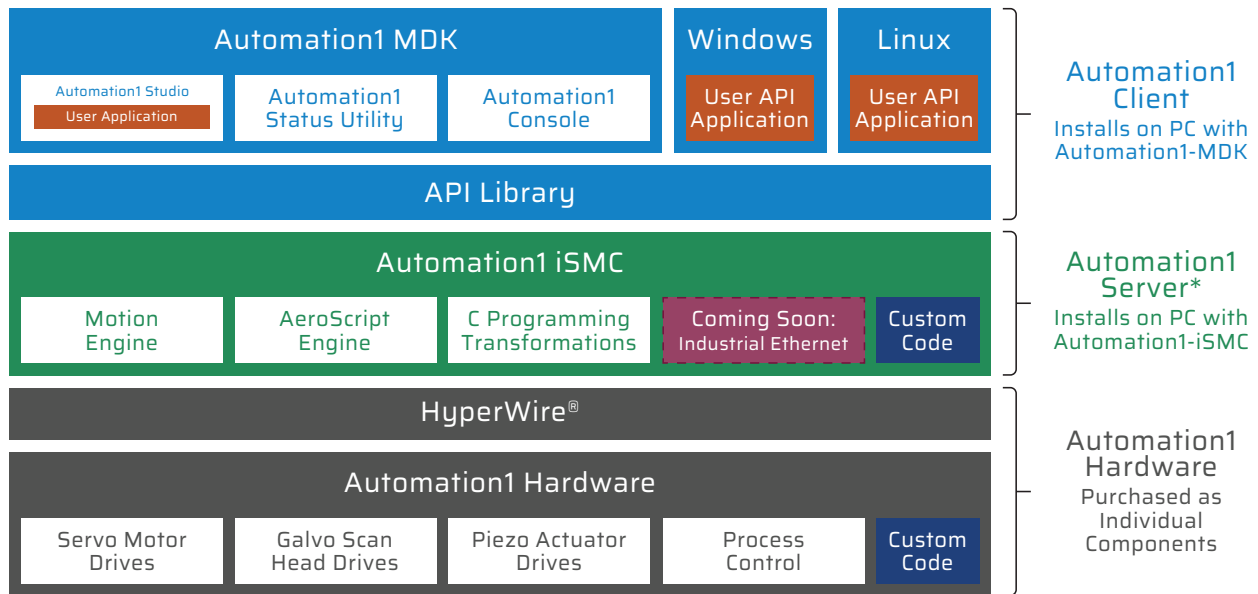 Automation1 MDK
Automation1 Studio
User Application
Automation1
Status Utility
Automation1
Console
Windows
User API
Application
Linux
User API
Application
API Library
Automation1
Client
Installs on PC with
Automation1-MDK
Automation1 iSMC
Motion
Engine
AeroScript
Engine
C Programming
Transformations
Coming Soon:
Industrial Ethernet
Custom
Code
Automation1
Server*
Installs on PC with
Automation1-iSMC
HyperWire®
Automation1 Hardware
Servo Motor
Drives
Galvo Scan
Head Drives
Piezo Actuator
Drives
Process
Control
Custom
Code
Automation1
Hardware
Purchased as
Individual
Components